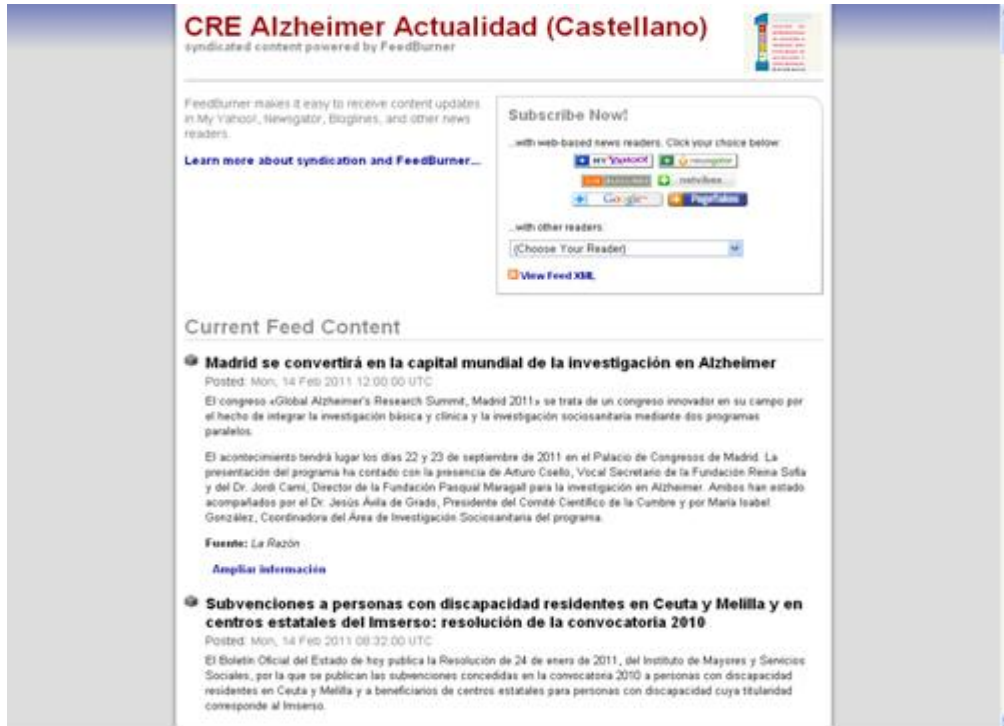 CRE Alzheimer Actualidad (Castellano)
syndicated content powered by FeedBurner
FeedBurner makes it easy to receive content updates
in My Yahoo!, Newsgator, Bloglines, and other news
readers.
Learn more about syndication and FeedBurner...
Subscribe Now!
...with web-based news readers. Click your choice below:
MY YAHOO! newsgator
netvibes
Google PageFlakes
...with other readers:
(Choose Your Reader)
View Feed XML
Current Feed Content
Madrid se convertirá en la capital mundial de la investigación en Alzheimer
Posted: Mon, 14 Feb 2011 12:00:00 UTC
El congreso «Global Alzheimer's Research Summit, Madrid 2011» se trata de un congreso innovador en su campo por
el hecho de integrar la investigación básica y clínica y la investigación sociosanitaria mediante dos programas
paralelos.
El acontecimiento tendrá lugar los días 22 y 23 de septiembre de 2011 en el Palacio de Congresos de Madrid. La
presentación del programa ha contado con la presencia de Arturo Coello, Vocal Secretario de la Fundación Reina Sofía
y del Dr. Jordi Camí, Director de la Fundación Pasqual Maragall para la investigación en Alzheimer. Ambos han estado
acompañados por el Dr. Jesús Ávila de Grado, Presidente del Comité Científico de la Cumbre y por María Isabel
González, Coordinadora del Área de Investigación Sociosanitaria del programa.
Fuente: La Razón
Ampliar información
Subvenciones a personas con discapacidad residentes en Ceuta y Melilla y en
centros estatales del Imserso: resolución de la convocatoria 2010
Posted: Mon, 14 Feb 2011 08:32:00 UTC
El Boletín Oficial del Estado de hoy publica la Resolución de 24 de enero de 2011, del Instituto de Mayores y Servicios
Sociales, por la que se publican las subvenciones concedidas en la convocatoria 2010 a personas con discapacidad
residentes en Ceuta y Melilla y a beneficiarios de centros estatales para personas con discapacidad cuya titularidad
corresponde al Imserso.